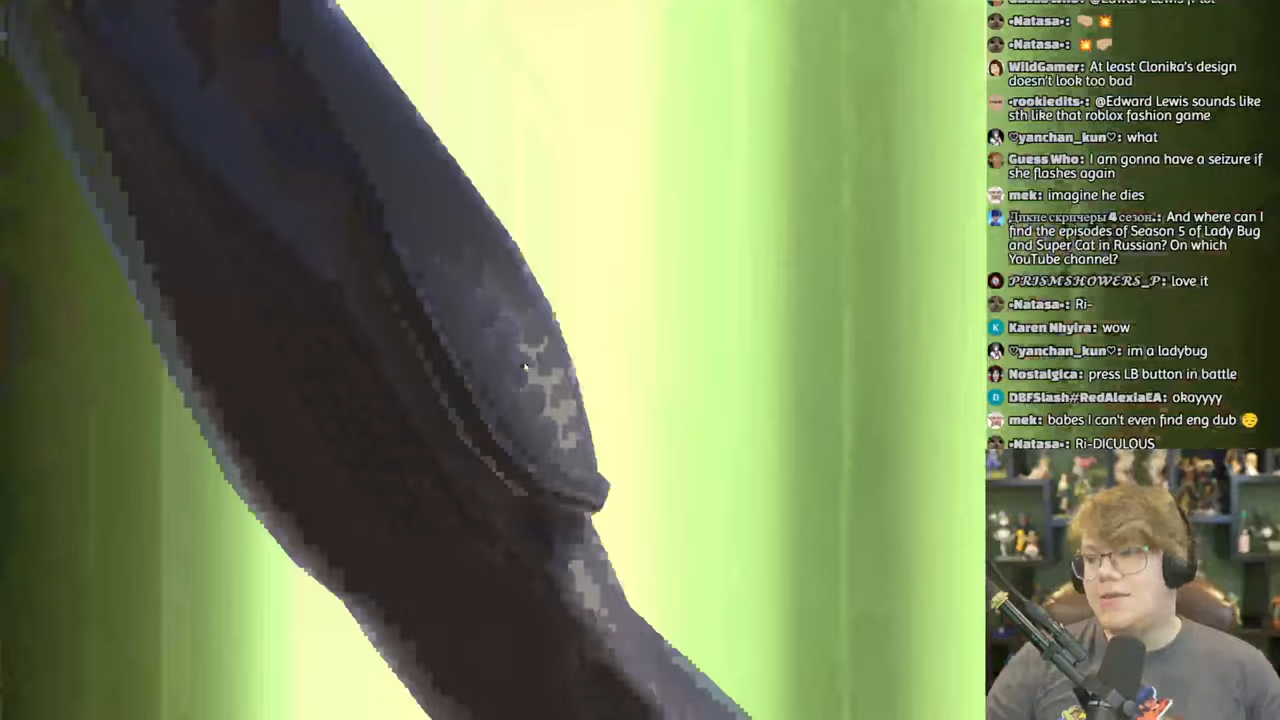 •Natasa•: 👊🏼 💥
•Natasa•: 💥 🤛🏼
WildGamer: At least Clonika's design
doesn't look too bad
•rookiedits•: @Edward Lewis sounds like
sth like that roblox fashion game
♡yanchan_kun♡: what
Guess Who: I am gonna have a seizure if
she flashes again
mek: imagine he dies
Дикие скричеры 4 сезон.: And where can I
find the episodes of Season 5 of Lady Bug
and Super Cat in Russian? On which
YouTube channel?
𝓟𝓡𝓘𝓢𝓜𝓢𝓗𝓞𝓦𝓔𝓡𝓢_𝓟: love it
•Natasa•: Ri-
K Karen Nhyira: wow
♡yanchan_kun♡: im a ladybug
Nostalgica: press LB button in battle
D DBFSlash#RedAlexiaEA: okayyyy
mek: babes I can't even find eng dub 😔
•Natasa•: Ri-DICULOUS